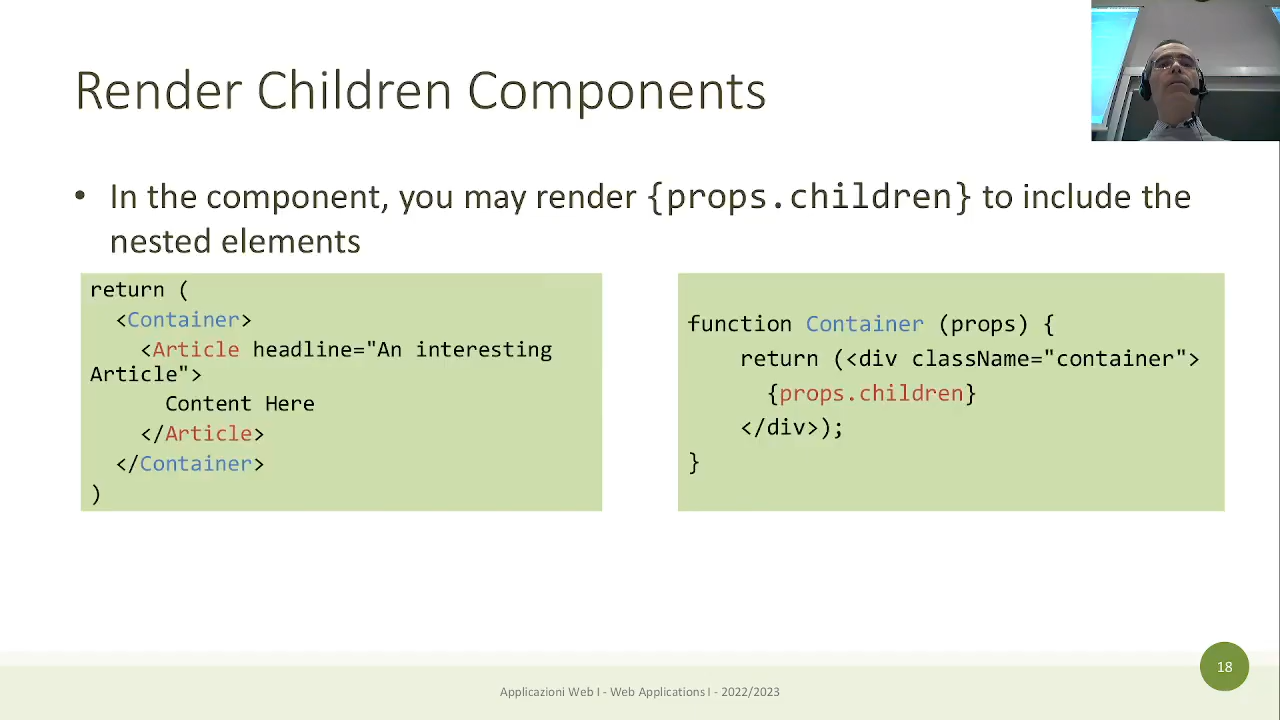 Render Children Components
• In the component, you may render {props.children} to include the
nested elements
return (
  <Container>
    <Article headline="An interesting
Article">
      Content Here
    </Article>
  </Container>
)
function Container (props) {
    return (<div className="container">
      {props.children}
    </div>);
}
18
Applicazioni Web I - Web Applications I - 2022/2023